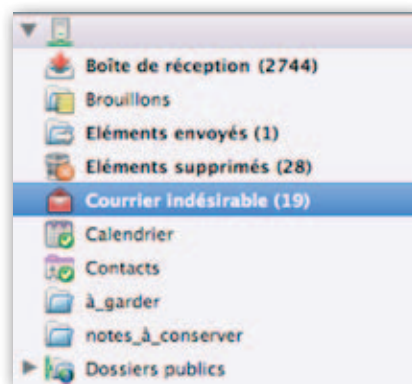 Boîte de réception (2744)
Brouillons
Eléments envoyés (1)
Eléments supprimés (28)
Courrier indésirable (19)
Calendrier
Contacts
à_garder
notes_à_conserver
Dossiers publics